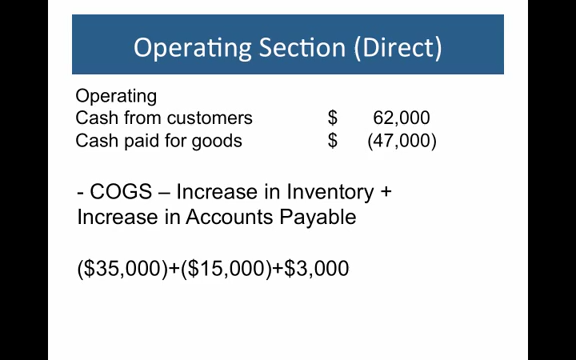 Operating Section (Direct)
Operating
Cash from customers $ 62,000
Cash paid for goods $ (47,000)
- COGS – Increase in Inventory +
Increase in Accounts Payable
($35,000)+($15,000)+$3,000